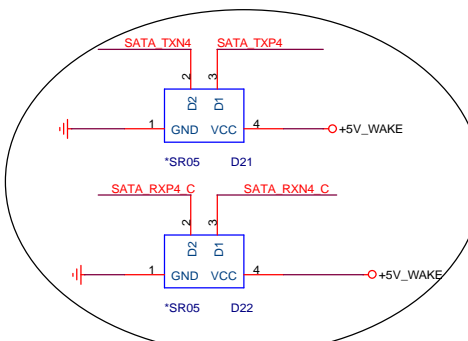 SATA_TXN4 SATA_TXP4
2 3
D2 D1
1 GND VCC 4 +5V_WAKE
*SR05 D21
SATA_RXP4_C SATA_RXN4_C
2 3
D2 D1
1 GND VCC 4 +5V_WAKE
*SR05 D22